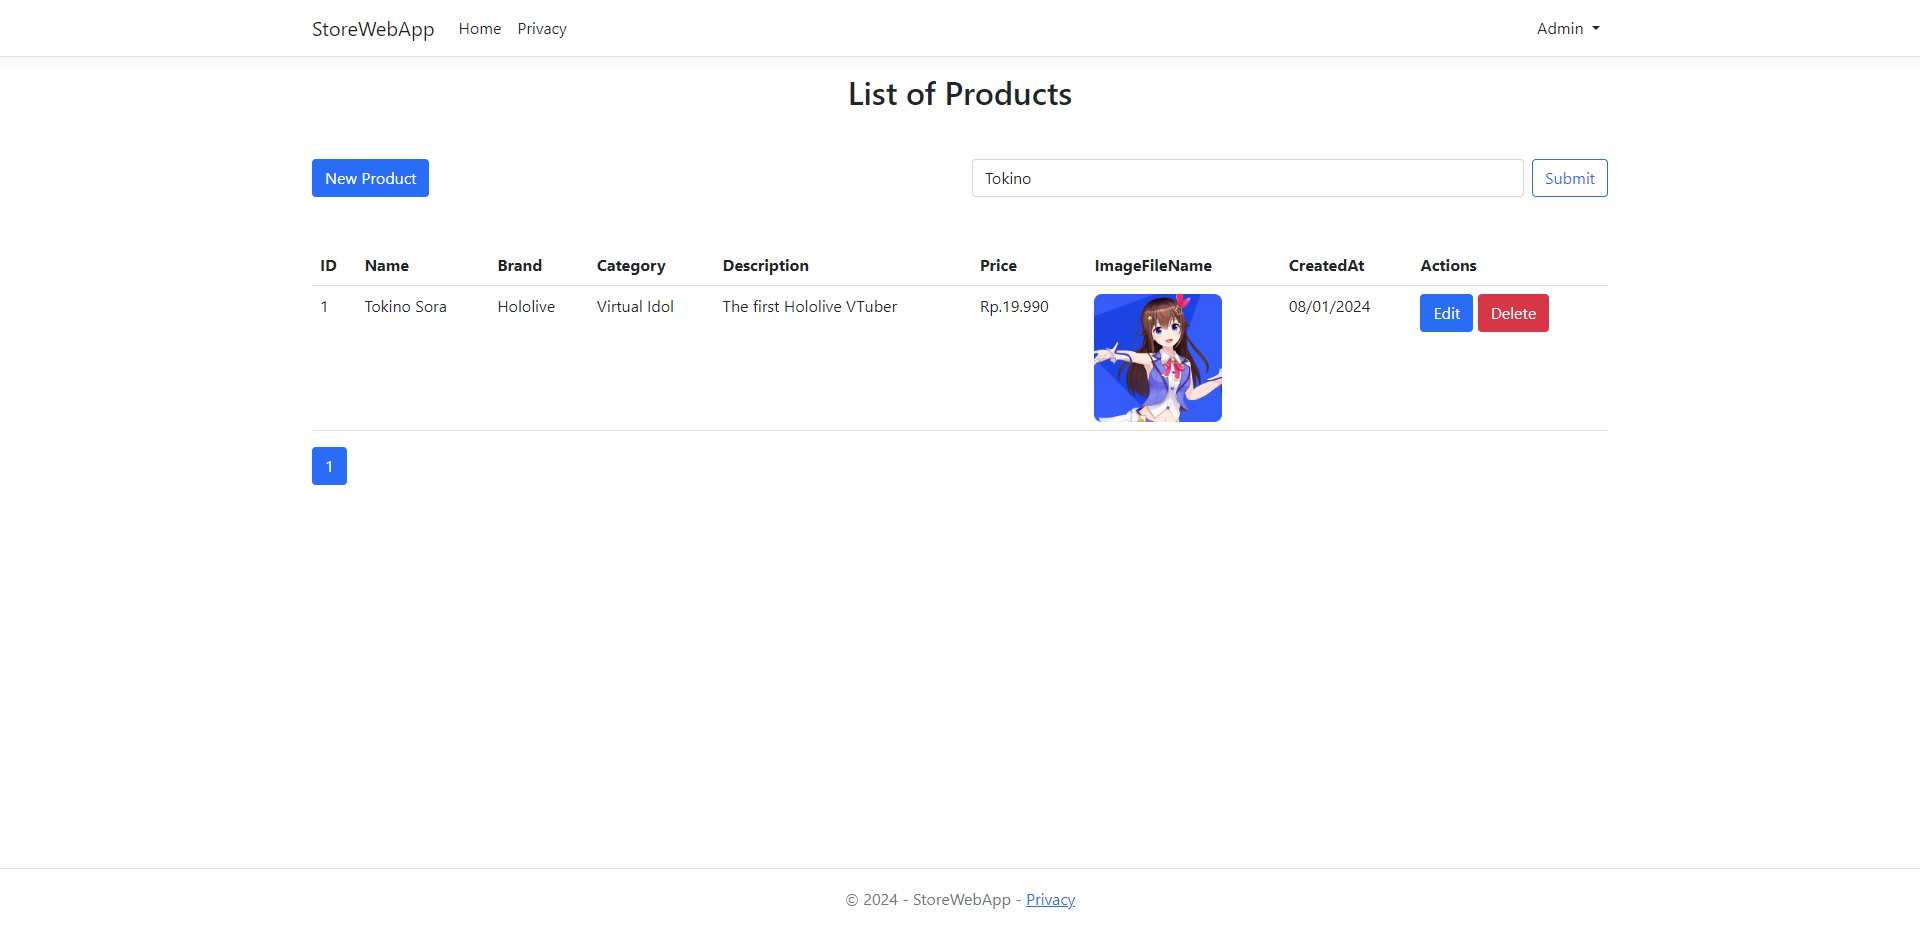 StoreWebApp Home Privacy Admin
List of Products
New Product Tokino Submit
ID Name Brand Category Description Price ImageFileName CreatedAt Actions
1 Tokino Sora Hololive Virtual Idol The first Hololive VTuber Rp.19.990 08/01/2024 Edit Delete
1
© 2024 - StoreWebApp - Privacy